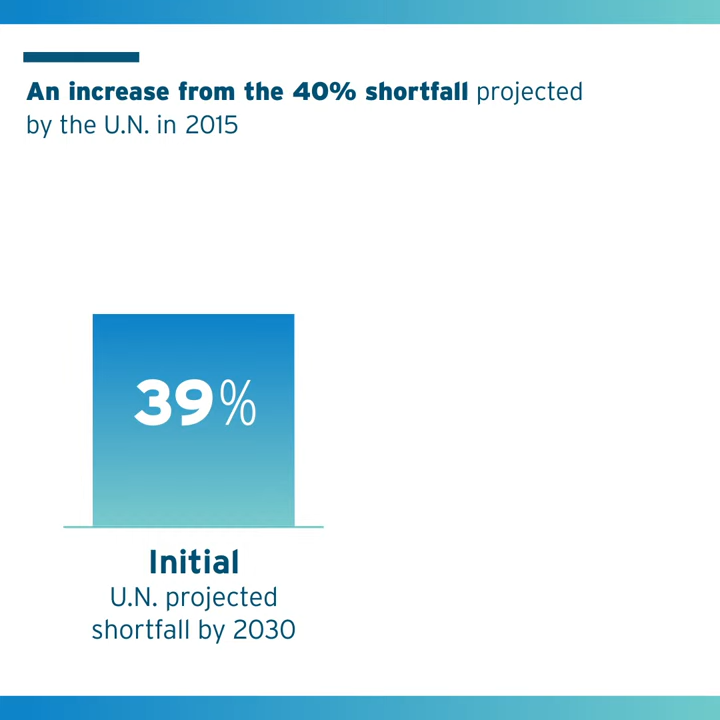 An increase from the 40% shortfall projected
by the U.N. in 2015
39%
Initial
U.N. projected
shortfall by 2030